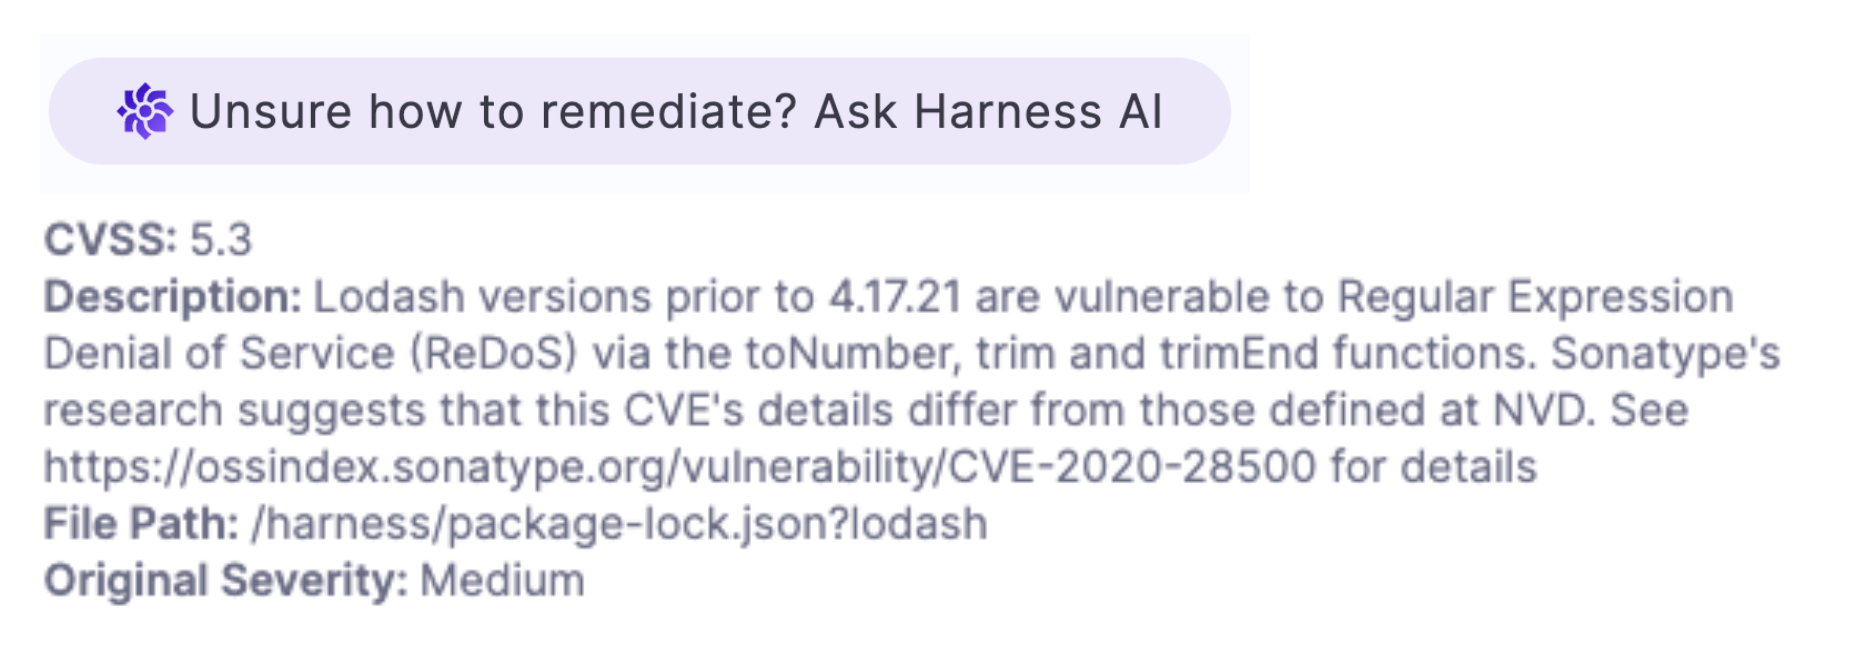 Unsure how to remediate? Ask Harness AI
CVSS: 5.3
Description: Lodash versions prior to 4.17.21 are vulnerable to Regular Expression
Denial of Service (ReDoS) via the toNumber, trim and trimEnd functions. Sonatype's
research suggests that this CVE's details differ from those defined at NVD. See
https://ossindex.sonatype.org/vulnerability/CVE-2020-28500 for details
File Path: /harness/package-lock.json?lodash
Original Severity: Medium